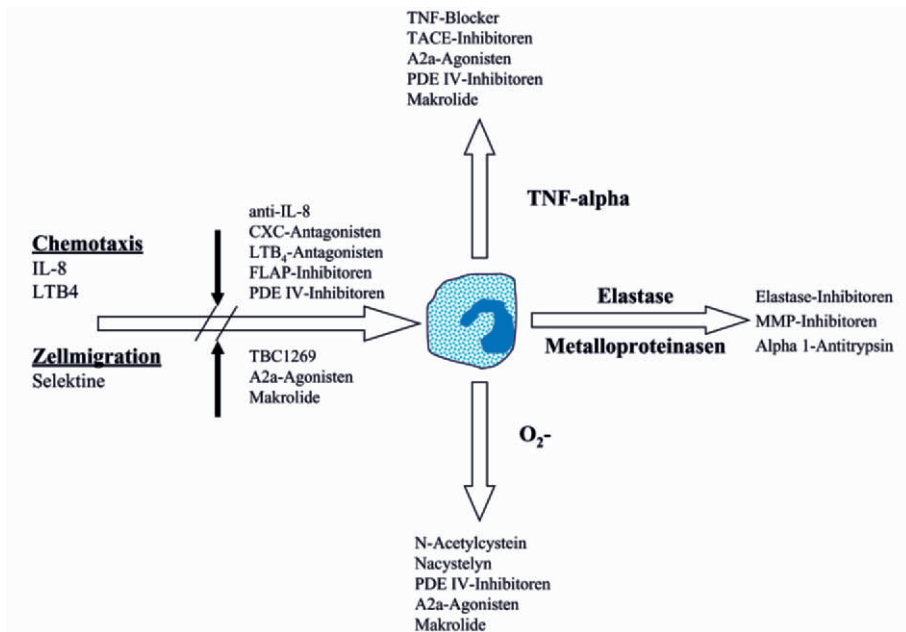 TNF-Blocker
TACE-Inhibitoren
A2a-Agonisten
PDE IV-Inhibitoren
Makrolide
TNF-alpha
anti-IL-8
CXC-Antagonisten
LTB₄-Antagonisten
FLAP-Inhibitoren
PDE IV-Inhibitoren
Chemotaxis
IL-8
LTB4
Zellmigration
Selektine
TBC1269
A2a-Agonisten
Makrolide
Elastase
Metalloproteinasen
Elastase-Inhibitoren
MMP-Inhibitoren
Alpha 1-Antitrypsin
O₂-
N-Acetylcystein
Nacystelyn
PDE IV-Inhibitoren
A2a-Agonisten
Makrolide